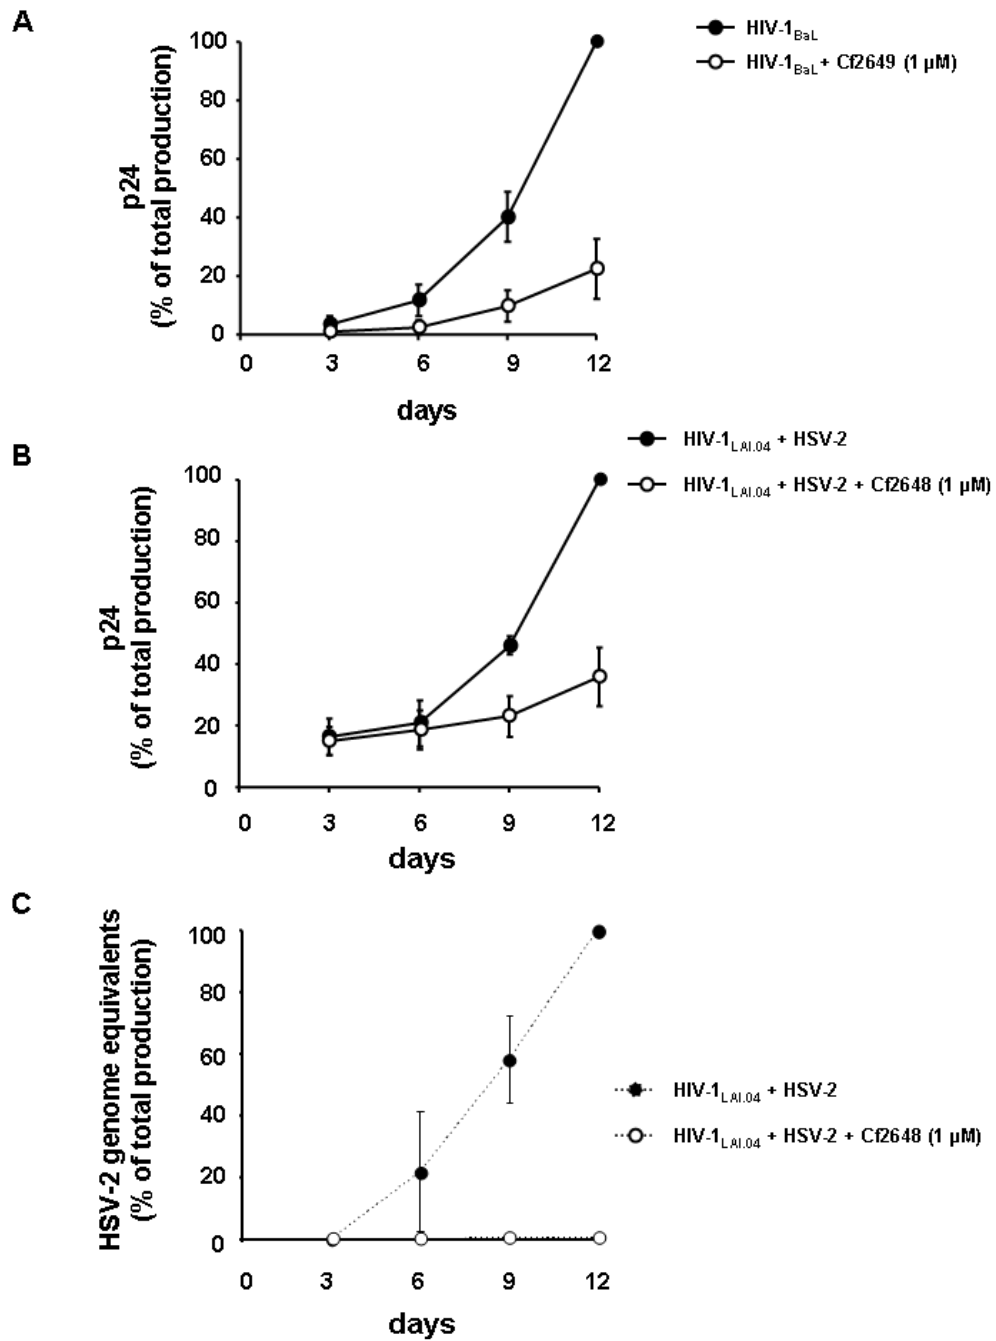 A
HIV-1BaL
HIV-1BaL + Cf2649 (1 µM)
p24
(% of total production)
100
80
60
40
20
0
0 3 6 9 12
days
B
HIV-1LAI.04 + HSV-2
HIV-1LAI.04 + HSV-2 + Cf2648 (1 µM)
p24
(% of total production)
100
80
60
40
20
0
0 3 6 9 12
days
C
HSV-2 genome equivalents
(% of total production)
100
80
60
40
20
0
0 3 6 9 12
days
HIV-1LAI.04 + HSV-2
HIV-1LAI.04 + HSV-2 + Cf2648 (1 µM)